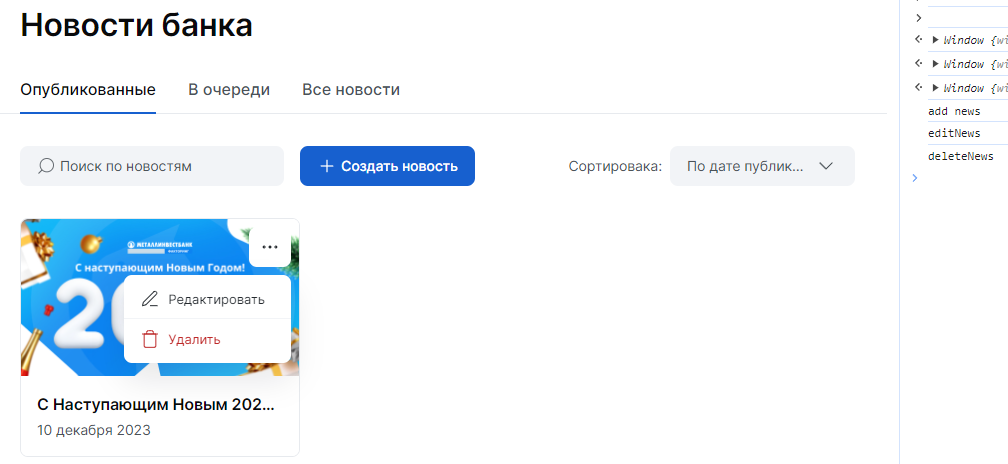 Новости банка
Опубликованные
В очереди
Все новости
Поиск по новостям
Создать новость
Сортировака:
По дате публик...
МЕТАЛЛИНВЕСТБАНК
С наступающим Новым Годом!
20
Редактировать
Удалить
С Наступающим Новым 202...
10 декабря 2023
Window {wi
Window {wi
Window {wi
add news
editNews
deleteNews